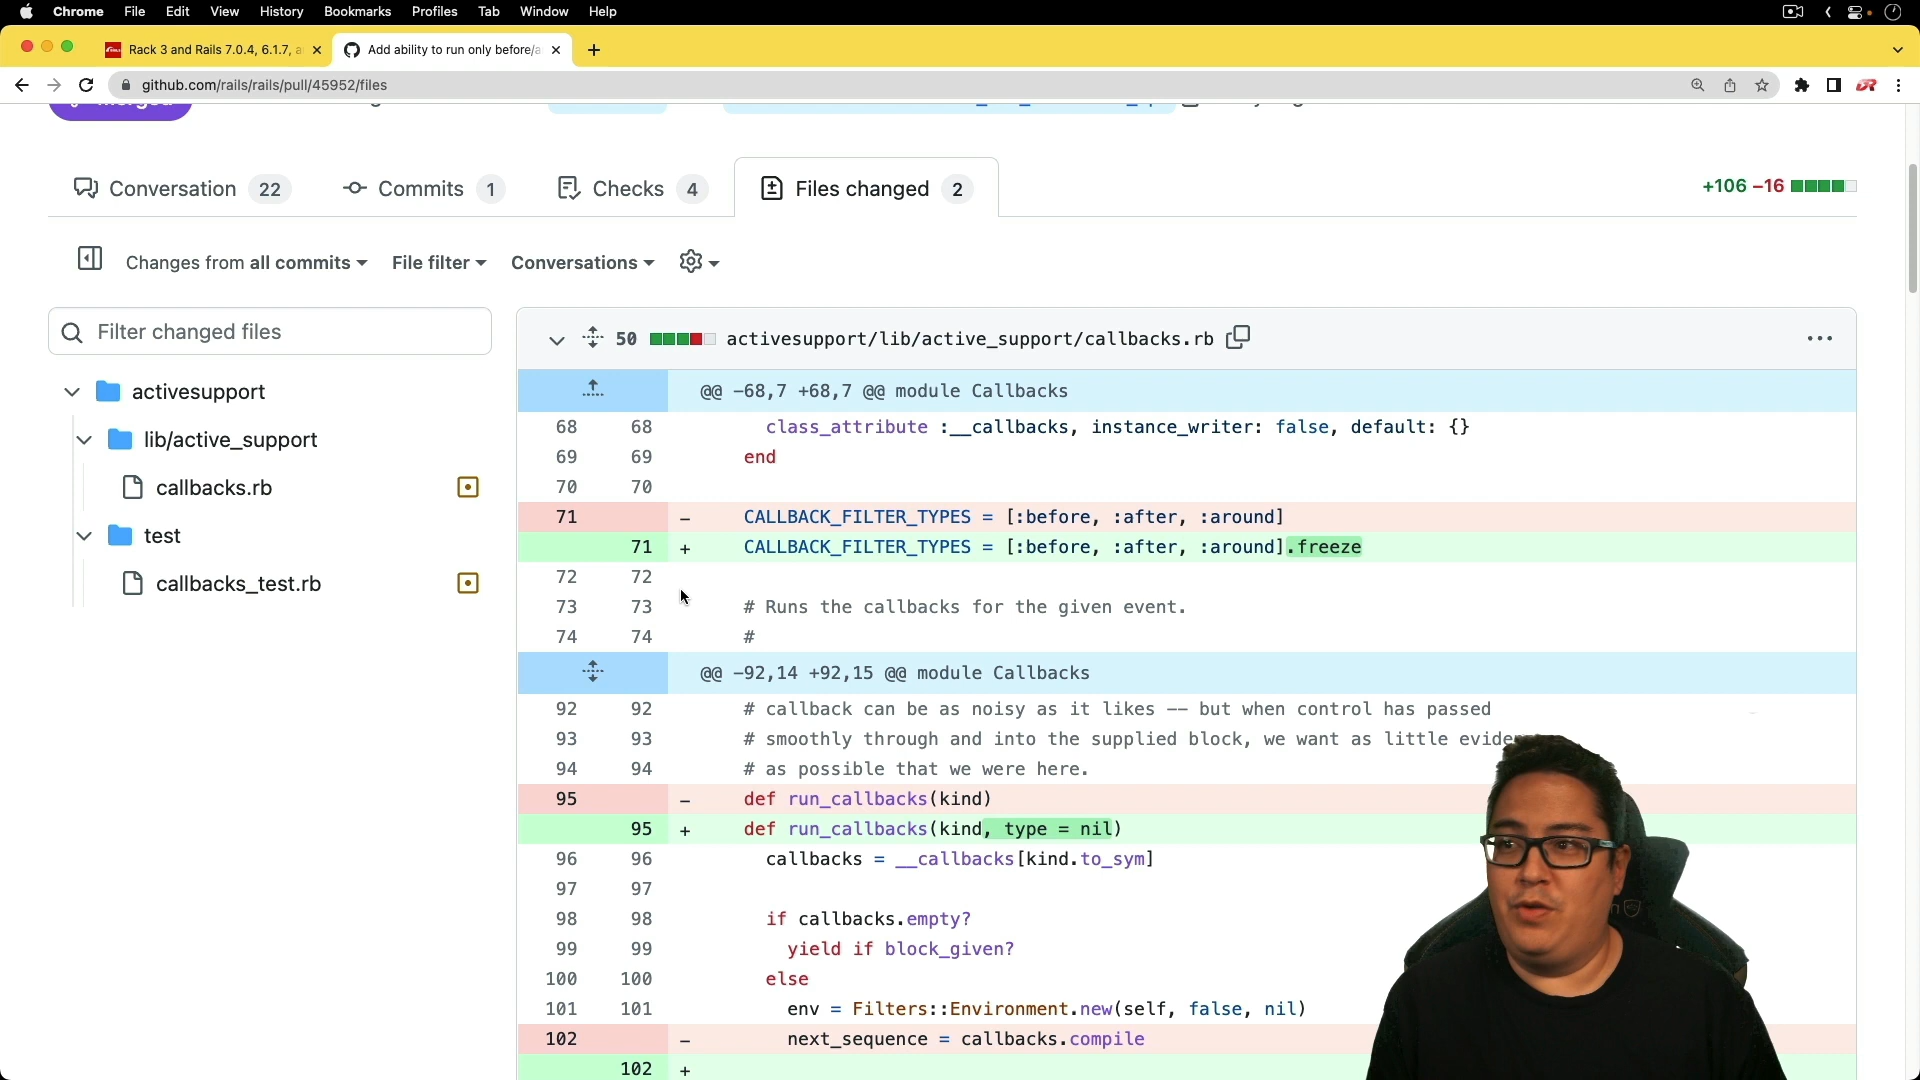 Chrome File Edit View History Bookmarks Profiles Tab Window Help
Rack 3 and Rails 7.0.4, 6.1.7, a
Add ability to run only before/a
github.com/rails/rails/pull/45952/files
Conversation 22 Commits 1 Checks 4 Files changed 2 +106 −16
Changes from all commits File filter Conversations
Filter changed files
activesupport
lib/active_support
callbacks.rb
test
callbacks_test.rb
50 activesupport/lib/active_support/callbacks.rb
@@ -68,7 +68,7 @@ module Callbacks
68 68 class_attribute :__callbacks, instance_writer: false, default: {}
69 69 end
70 70
71 - CALLBACK_FILTER_TYPES = [:before, :after, :around]
71 + CALLBACK_FILTER_TYPES = [:before, :after, :around].freeze
72 72
73 73 # Runs the callbacks for the given event.
74 74 #
@@ -92,14 +92,15 @@ module Callbacks
92 92 # callback can be as noisy as it likes -- but when control has passed
93 93 # smoothly through and into the supplied block, we want as little
94 94 # as possible that we were here.
95 - def run_callbacks(kind)
95 + def run_callbacks(kind, type = nil)
96 96 callbacks = __callbacks[kind.to_sym]
97 97
98 98 if callbacks.empty?
99 99 yield if block_given?
100 100 else
101 101 env = Filters::Environment.new(self, false, nil)
102 - next_sequence = callbacks.compile
102 +